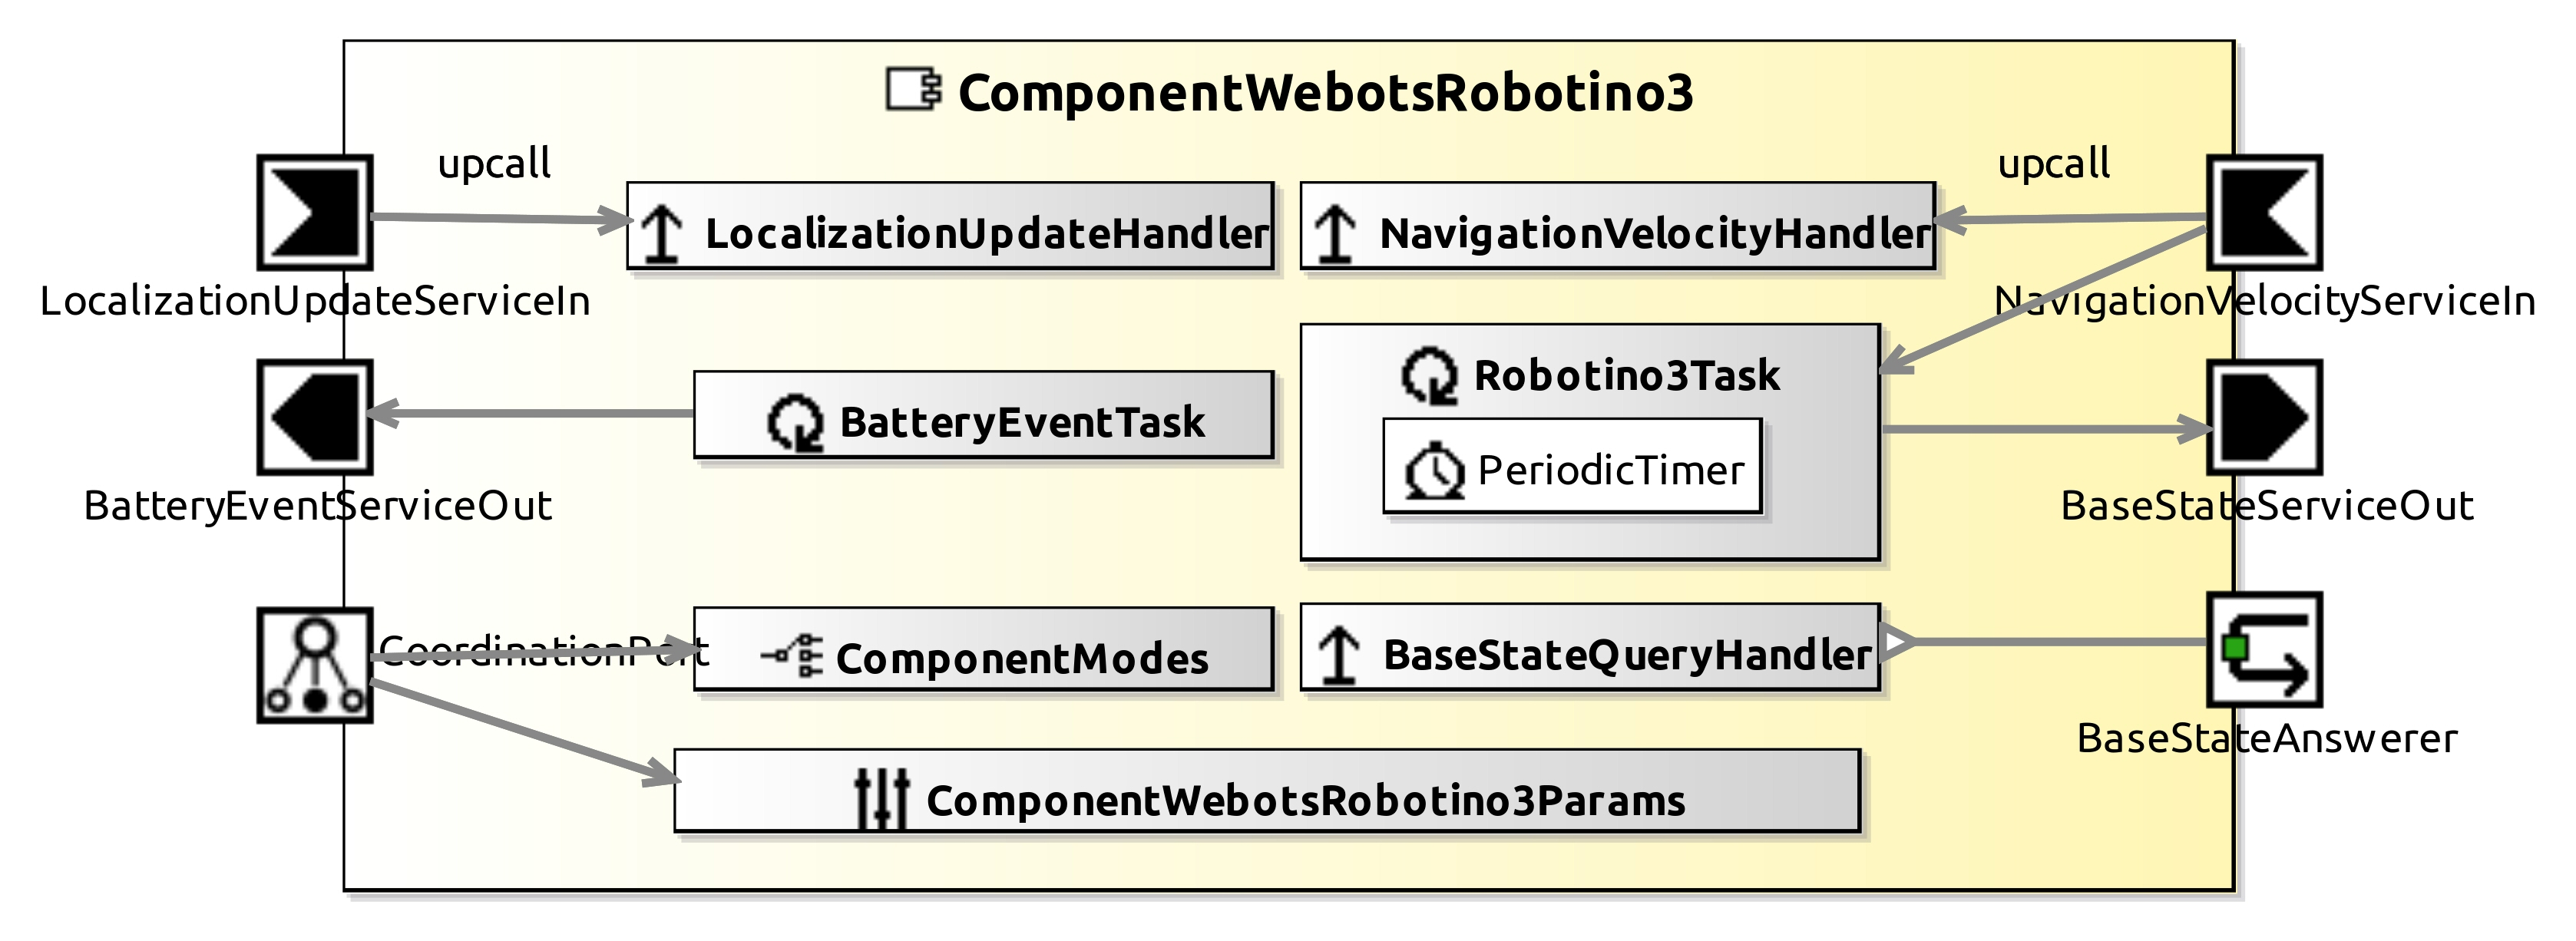 ComponentWebotsRobotino3
upcall
upcall
LocalizationUpdateHandler
NavigationVelocityHandler
LocalizationUpdateServiceIn
NavigationVelocityServiceIn
Robotino3Task
BatteryEventTask
PeriodicTimer
BatteryEventServiceOut
BaseStateServiceOut
CoordinationPort
ComponentModes
BaseStateQueryHandler
BaseStateAnswerer
ComponentWebotsRobotino3Params